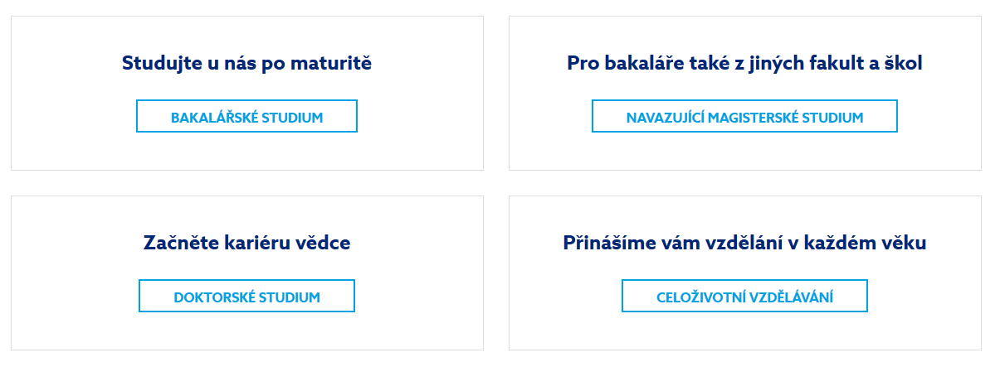 Studujte u nás po maturitě
BAKALÁŘSKÉ STUDIUM
Pro bakaláře také z jiných fakult a škol
NAVAZUJÍCÍ MAGISTERSKÉ STUDIUM
Začněte kariéru vědce
DOKTORSKÉ STUDIUM
Přinášíme vám vzdělání v každém věku
CELOŽIVOTNÍ VZDĚLÁVÁNÍ